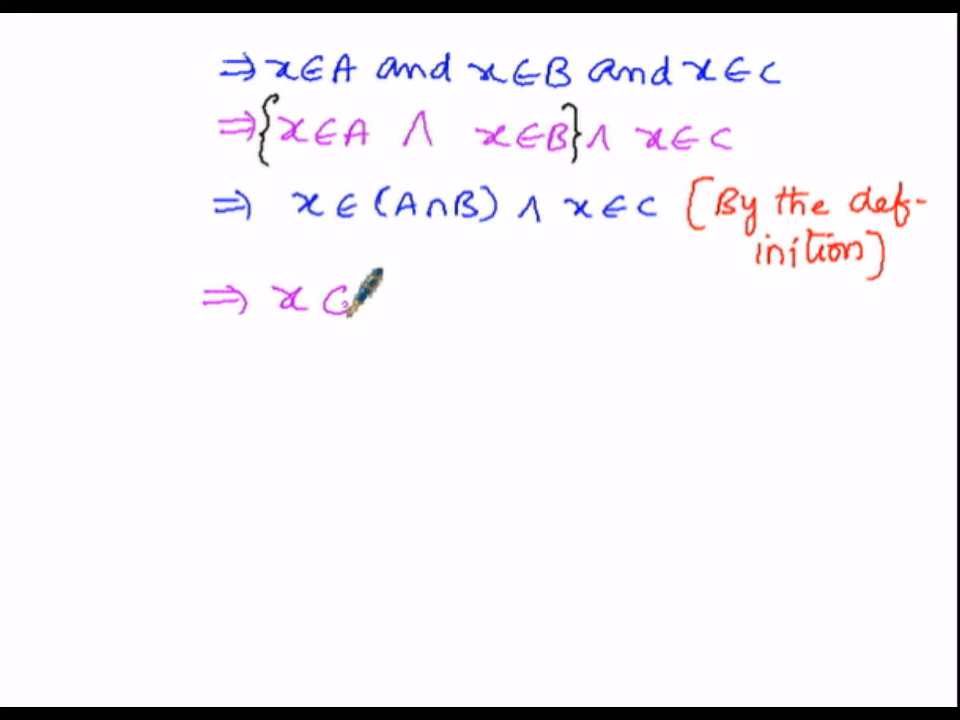 ⇒ x∈A and x∈B and x∈C
⇒ {x∈A ∧ x∈B} ∧ x∈C
⇒ x∈(A∩B) ∧ x∈C [By the def-
inition]
⇒ x